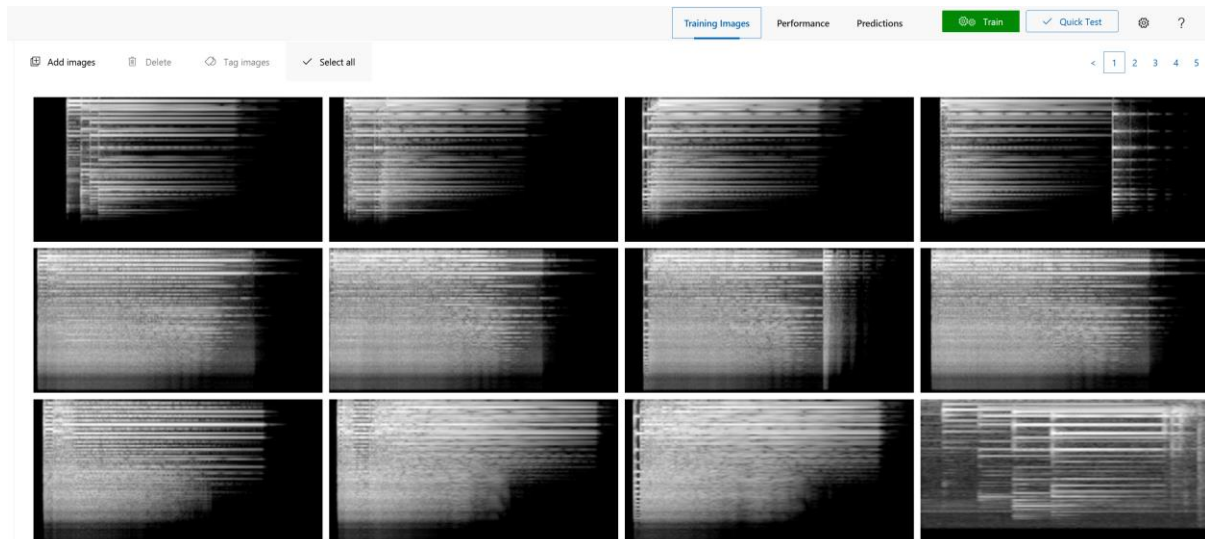 Training Images Performance Predictions Train Quick Test ?
Add images Delete Tag images Select all < 1 2 3 4 5